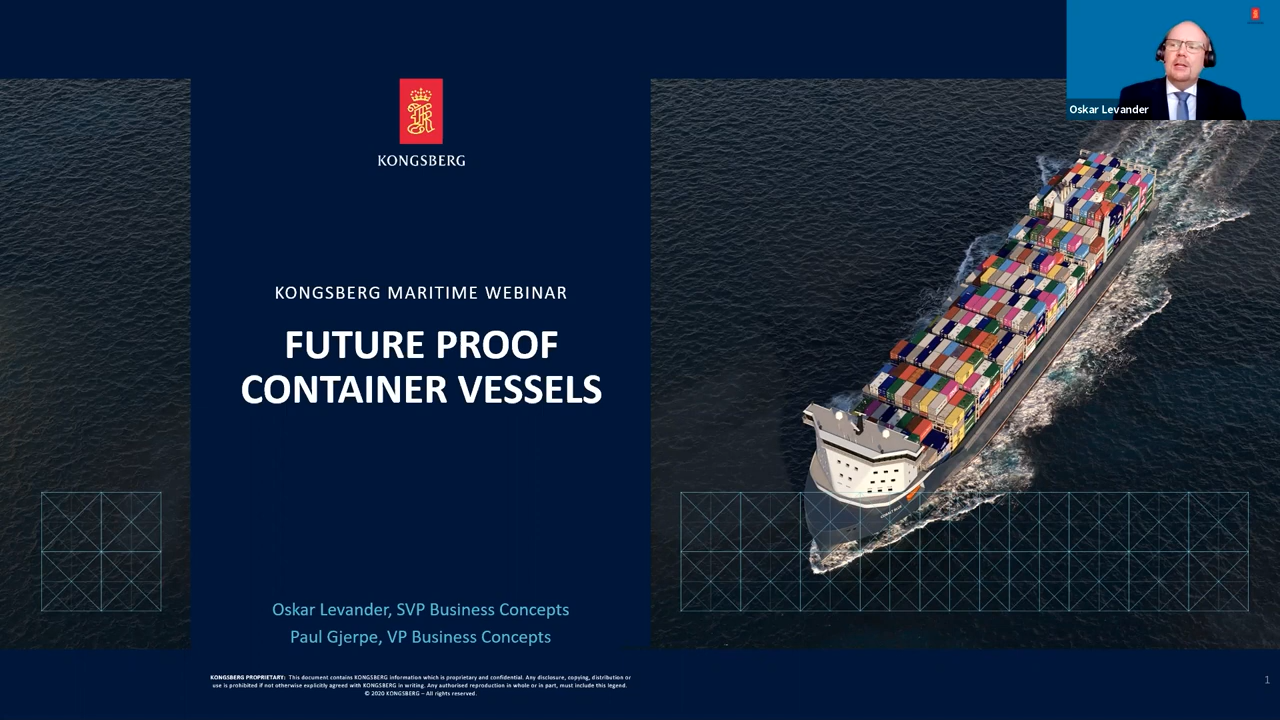 Oskar Levander
KONGSBERG
KONGSBERG MARITIME WEBINAR
FUTURE PROOF
CONTAINER VESSELS
Oskar Levander, SVP Business Concepts
Paul Gjerpe, VP Business Concepts
KONGSBERG PROPRIETARY: This document contains KONGSBERG information which is proprietary and confidential. Any disclosure, copying, distribution or
use is prohibited if not otherwise explicitly agreed with KONGSBERG in writing. Any authorised reproduction in whole or in part, must include this legend.
© 2020 KONGSBERG – All rights reserved.
1